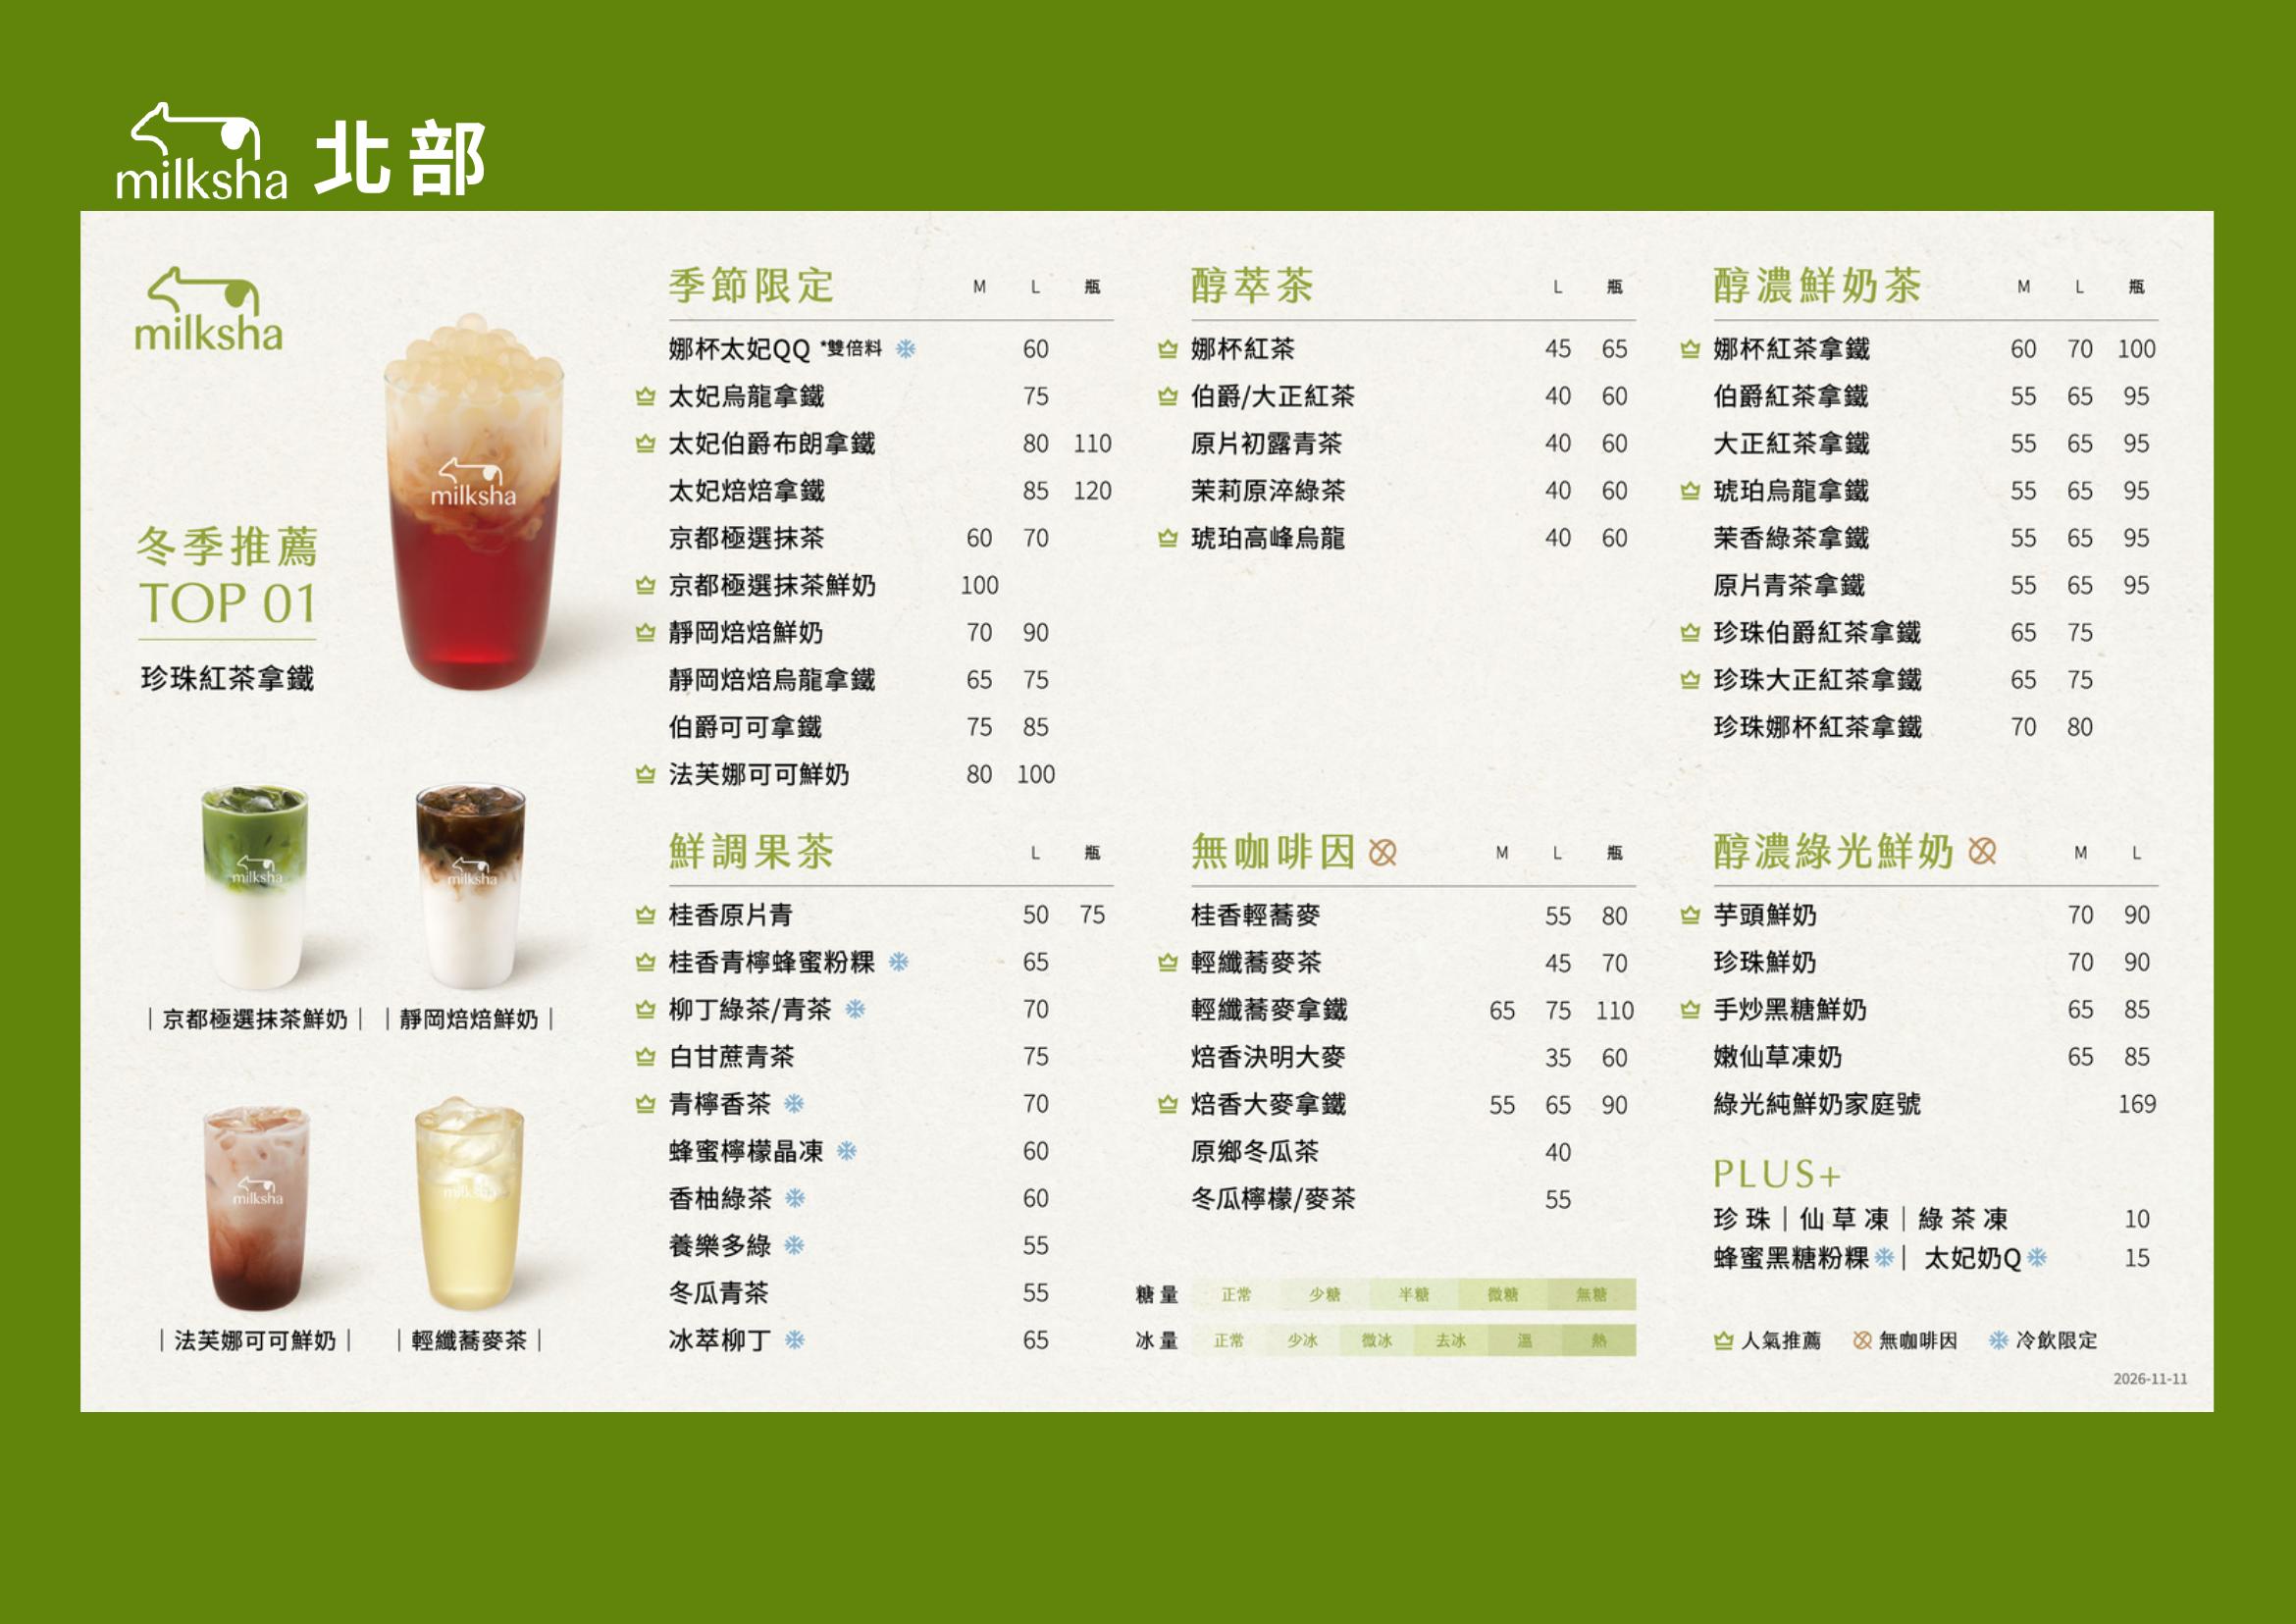 milksha 北部
milksha
milksha
冬季推薦
TOP 01
珍珠紅茶拿鐵
milksha
milksha
|京都極選抹茶鮮奶| |靜岡焙焙鮮奶|
milksha
milksha
|法芙娜可可鮮奶| |輕纖蕎麥茶|
季節限定 M L 瓶
娜杯太妃QQ *雙倍料 60
太妃烏龍拿鐵 75
太妃伯爵布朗拿鐵 80 110
太妃焙焙拿鐵 85 120
京都極選抹茶 60 70
京都極選抹茶鮮奶 100
靜岡焙焙鮮奶 70 90
靜岡焙焙烏龍拿鐵 65 75
伯爵可可拿鐵 75 85
法芙娜可可鮮奶 80 100
醇萃茶 L 瓶
娜杯紅茶 45 65
伯爵/大正紅茶 40 60
原片初露青茶 40 60
茉莉原淬綠茶 40 60
琥珀高峰烏龍 40 60
醇濃鮮奶茶 M L 瓶
娜杯紅茶拿鐵 60 70 100
伯爵紅茶拿鐵 55 65 95
大正紅茶拿鐵 55 65 95
琥珀烏龍拿鐵 55 65 95
茉香綠茶拿鐵 55 65 95
原片青茶拿鐵 55 65 95
珍珠伯爵紅茶拿鐵 65 75
珍珠大正紅茶拿鐵 65 75
珍珠娜杯紅茶拿鐵 70 80
鮮調果茶 L 瓶
桂香原片青 50 75
桂香青檸蜂蜜粉粿 65
柳丁綠茶/青茶 70
白甘蔗青茶 75
青檸香茶 70
蜂蜜檸檬晶凍 60
香柚綠茶 60
養樂多綠 55
冬瓜青茶 55
冰萃柳丁 65
無咖啡因 M L 瓶
桂香輕蕎麥 55 80
輕纖蕎麥茶 45 70
輕纖蕎麥拿鐵 65 75 110
焙香決明大麥 35 60
焙香大麥拿鐵 55 65 90
原鄉冬瓜茶 40
冬瓜檸檬/麥茶 55
糖量 正常 少糖 半糖 微糖 無糖
冰量 正常 少冰 微冰 去冰 溫 熱
醇濃綠光鮮奶 M L
芋頭鮮奶 70 90
珍珠鮮奶 70 90
手炒黑糖鮮奶 65 85
嫩仙草凍奶 65 85
綠光純鮮奶家庭號 169
PLUS+
珍珠|仙草凍|綠茶凍 10
蜂蜜黑糖粉粿| 太妃奶Q 15
人氣推薦 無咖啡因 冷飲限定
2026-11-11